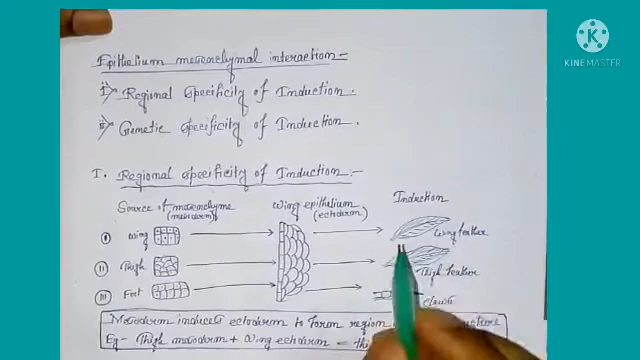 KINEMASTER
Epithelium mesenchymal interaction -
i) Regional Specificity of Induction.
ii) Genetic specificity of Induction.
I. Regional specificity of Induction:-
Source of mesenchyme (mesoderm) Wing epithelium (ectoderm) Induction
I Wing Wing feather
II Thigh Thigh feather
III Foot Claws
Mesoderm induces ectoderm to form region
Eg- Thigh mesoderm + Wing ectoderm =